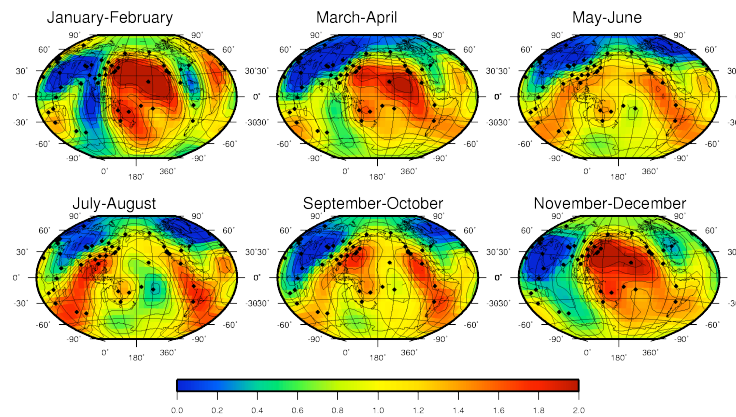 January-February March-April May-June
90˚ 90˚ 90˚
60˚ 60˚ 60˚ 60˚ 60˚ 60˚
30˚ 30˚30˚ 30˚30˚ 30˚
0˚ 0˚ 0˚ 0˚
-30˚ -3030˚ -3030˚ -30˚
-60˚ -60˚ -60˚ -60˚ -60˚ -60˚
-90˚ -90˚ -90˚ -90˚ -90˚ -90˚
0˚ 360˚ 0˚ 360˚ 0˚ 360˚
180˚ 180˚ 180˚
July-August September-October November-December
90˚ 90˚ 90˚
60˚ 60˚ 60˚ 60˚ 60˚ 60˚
30˚ 30˚30˚ 30˚30˚ 30˚
0˚ 0˚ 0˚ 0˚
-30˚ -3030˚ -3030˚ -30˚
-60˚ -60˚ -60˚ -60˚ -60˚ -60˚
-90˚ -90˚ -90˚ -90˚ -90˚ -90˚
0˚ 360˚ 0˚ 360˚ 0˚ 360˚
180˚ 180˚ 180˚
0.0 0.2 0.4 0.6 0.8 1.0 1.2 1.4 1.6 1.8 2.0